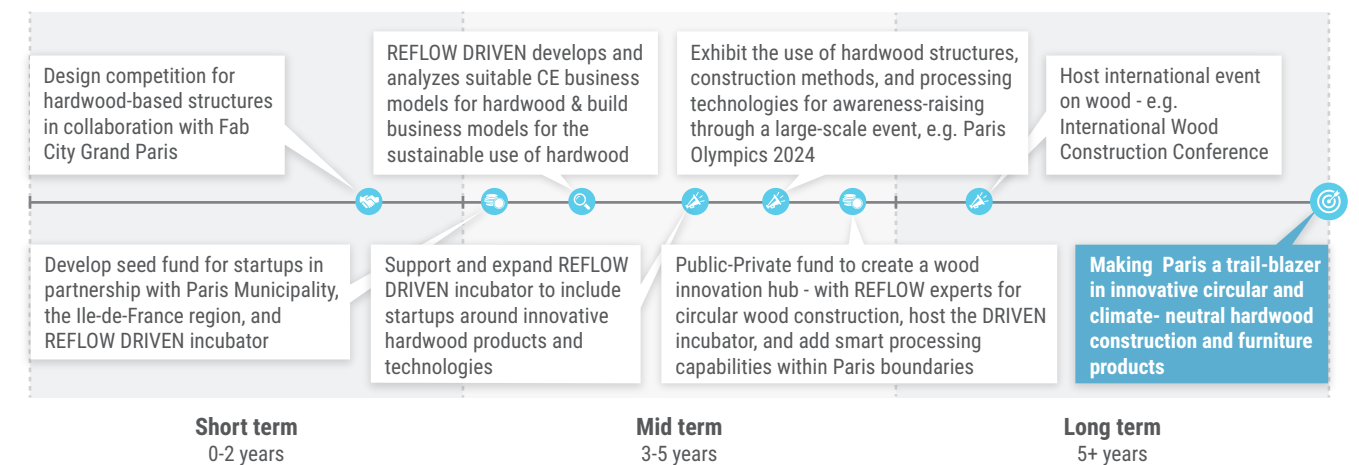 Design competition for
hardwood-based structures
in collaboration with Fab
City Grand Paris
REFLOW DRIVEN develops and
analyzes suitable CE business
models for hardwood & build
business models for the
sustainable use of hardwood
Exhibit the use of hardwood structures,
construction methods, and processing
technologies for awareness-raising
through a large-scale event, e.g. Paris
Olympics 2024
Host international event
on wood - e.g.
International Wood
Construction Conference
Develop seed fund for startups in
partnership with Paris Municipality,
the Ile-de-France region, and
REFLOW DRIVEN incubator
Support and expand REFLOW
DRIVEN incubator to include
startups around innovative
hardwood products and
technologies
Public-Private fund to create a wood
innovation hub - with REFLOW experts for
circular wood construction, host the DRIVEN
incubator, and add smart processing
capabilities within Paris boundaries
Making Paris a trail-blazer
in innovative circular and
climate- neutral hardwood
construction and furniture
products
Short term
0-2 years
Mid term
3-5 years
Long term
5+ years